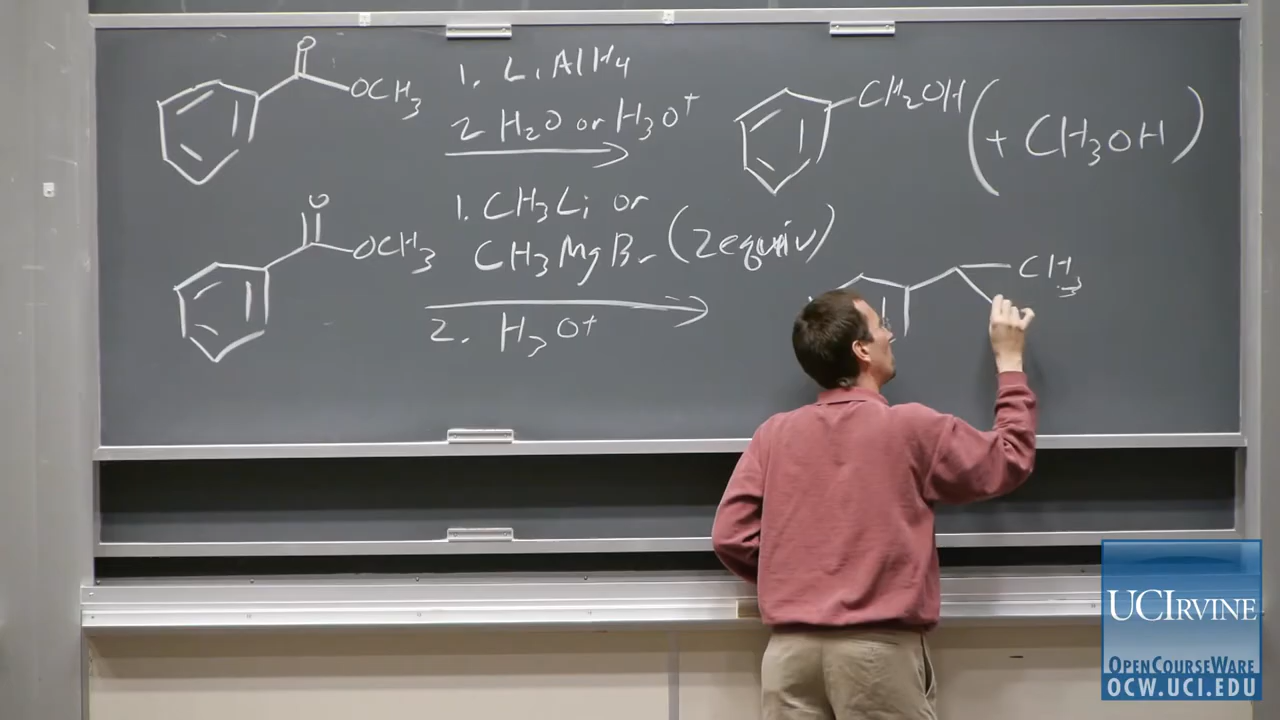 O
OCH3
1. LiAlH4
2 H2O or H3O+
CH2OH (+ CH3OH)
O
OCH3
1. CH3Li or
CH3MgBr (2 equiv)
2. H3O+
CH3
UCIRVINE
OPENCOURSEWARE
OCW.UCI.EDU